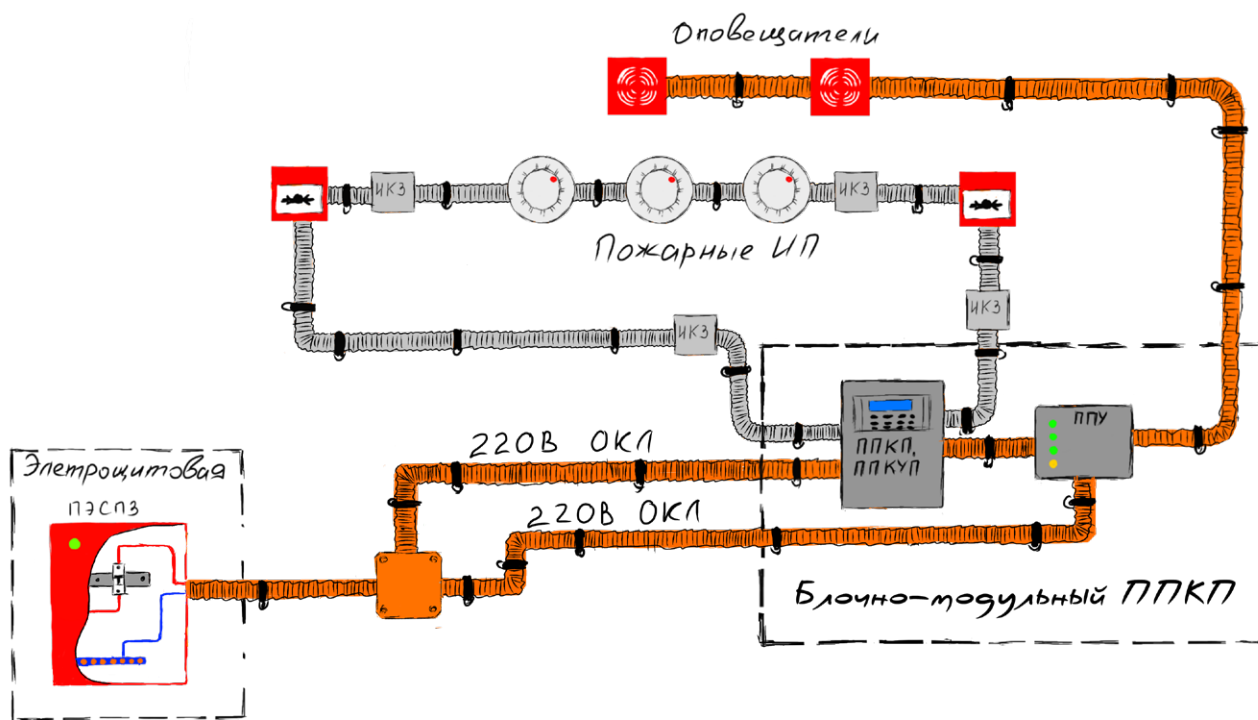 Оповещатели
ИКЗ
ИКЗ
Пожарные ИП
ИКЗ
ИКЗ
ППКП,
ППКУП
ППУ
220В ОКЛ
220В ОКЛ
Элетрощитовая
ПЭСПЗ
Блочно-модульный ППКП